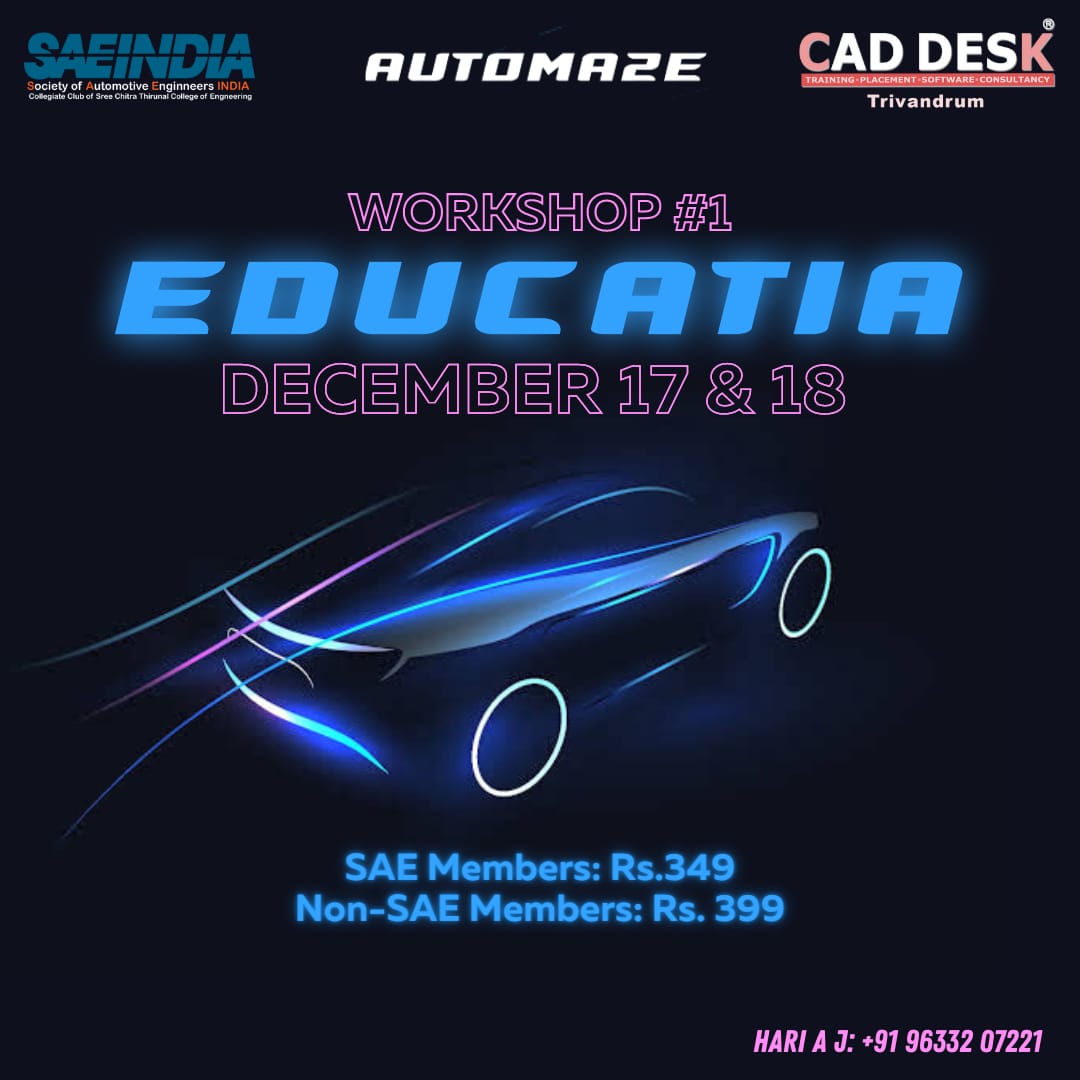 SAEINDIA
Society of Automotive Enginneers INDIA
Collegiate Club of Sree Chitra Thirunal College of Engneering
AUTOMAZE
CAD DESK®
TRAINING•PLACEMENT•SOFTWARE•CONSULTANCY
Trivandrum
WORKSHOP #1
EDUCATIA
DECEMBER 17 & 18
SAE Members: Rs.349
Non-SAE Members: Rs. 399
HARI A J: +91 96332 07221